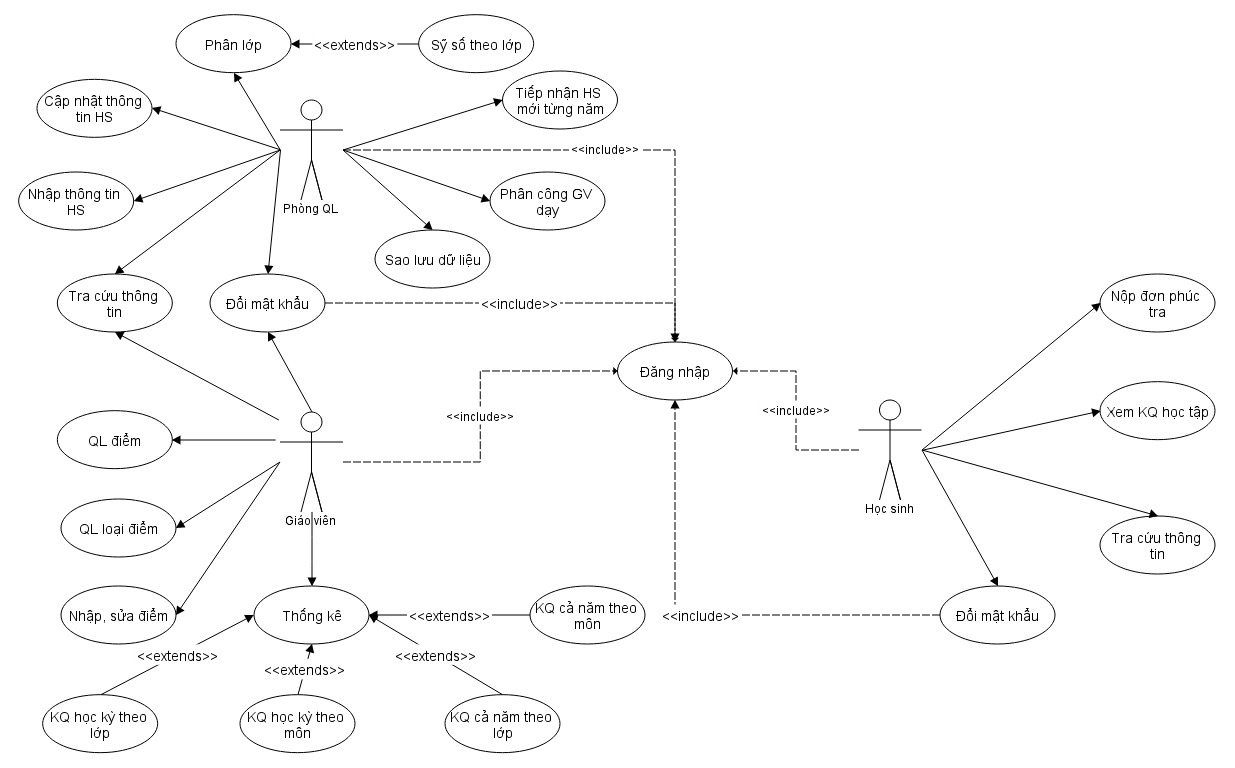 Phân lớp
<<extends>>
Sỹ số theo lớp
Cập nhật thông
tin HS
Tiếp nhận HS
mới từng năm
<<include>>
Nhập thông tin
HS
Phòng QL
Phân công GV
dạy
Sao lưu dữ liệu
Tra cứu thông
tin
Đổi mật khẩu
<<include>>
Nộp đơn phúc
tra
Đăng nhập
<<include>>
<<include>>
Xem KQ học tập
QL điểm
Giáo viên
Học sinh
QL loại điểm
Tra cứu thông
tin
Nhập, sửa điểm
Thống kê
<<extends>>
KQ cả năm theo
môn
<<include>>
Đổi mật khẩu
<<extends>>
<<extends>>
<<extends>>
KQ học kỳ theo
lớp
KQ học kỳ theo
môn
KQ cả năm theo
lớp